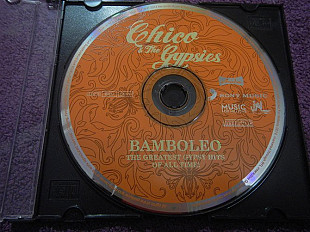 Chico
& The Gypsies
SONY MUSIC
MUSIC
BAMBOLEO
THE GREATEST GYPSY HITS
OF ALL TIME!